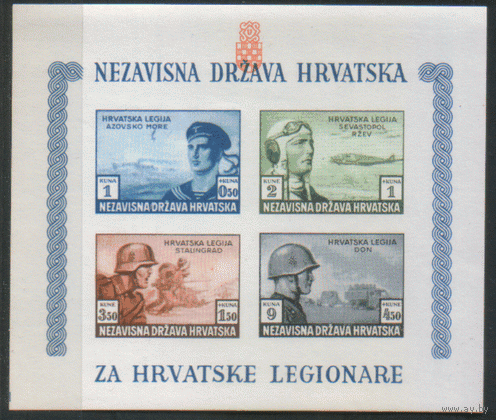 NEZAVISNA DRŽAVA HRVATSKA
HRVATSKA LEGIJA
AZOVSKO MORE
KUNE
1
+KUNA
0.50
NEZAVISNA DRŽAVA HRVATSKA
HRVATSKA LEGIJA
SEVASTOPOL
RŽEV
KUNE
2
+KUNA
1
NEZAVISNA DRŽAVA HRVATSKA
HRVATSKA LEGIJA
STALINGRAD
KUNE
3.50
+KUNA
1.50
NEZAVISNA DRŽAVA HRVATSKA
HRVATSKA LEGIJA
DON
KUNA
9
+KUNE
4.50
NEZAVISNA DRŽAVA HRVATSKA
ZA HRVATSKE LEGIONARE
www.ay.by